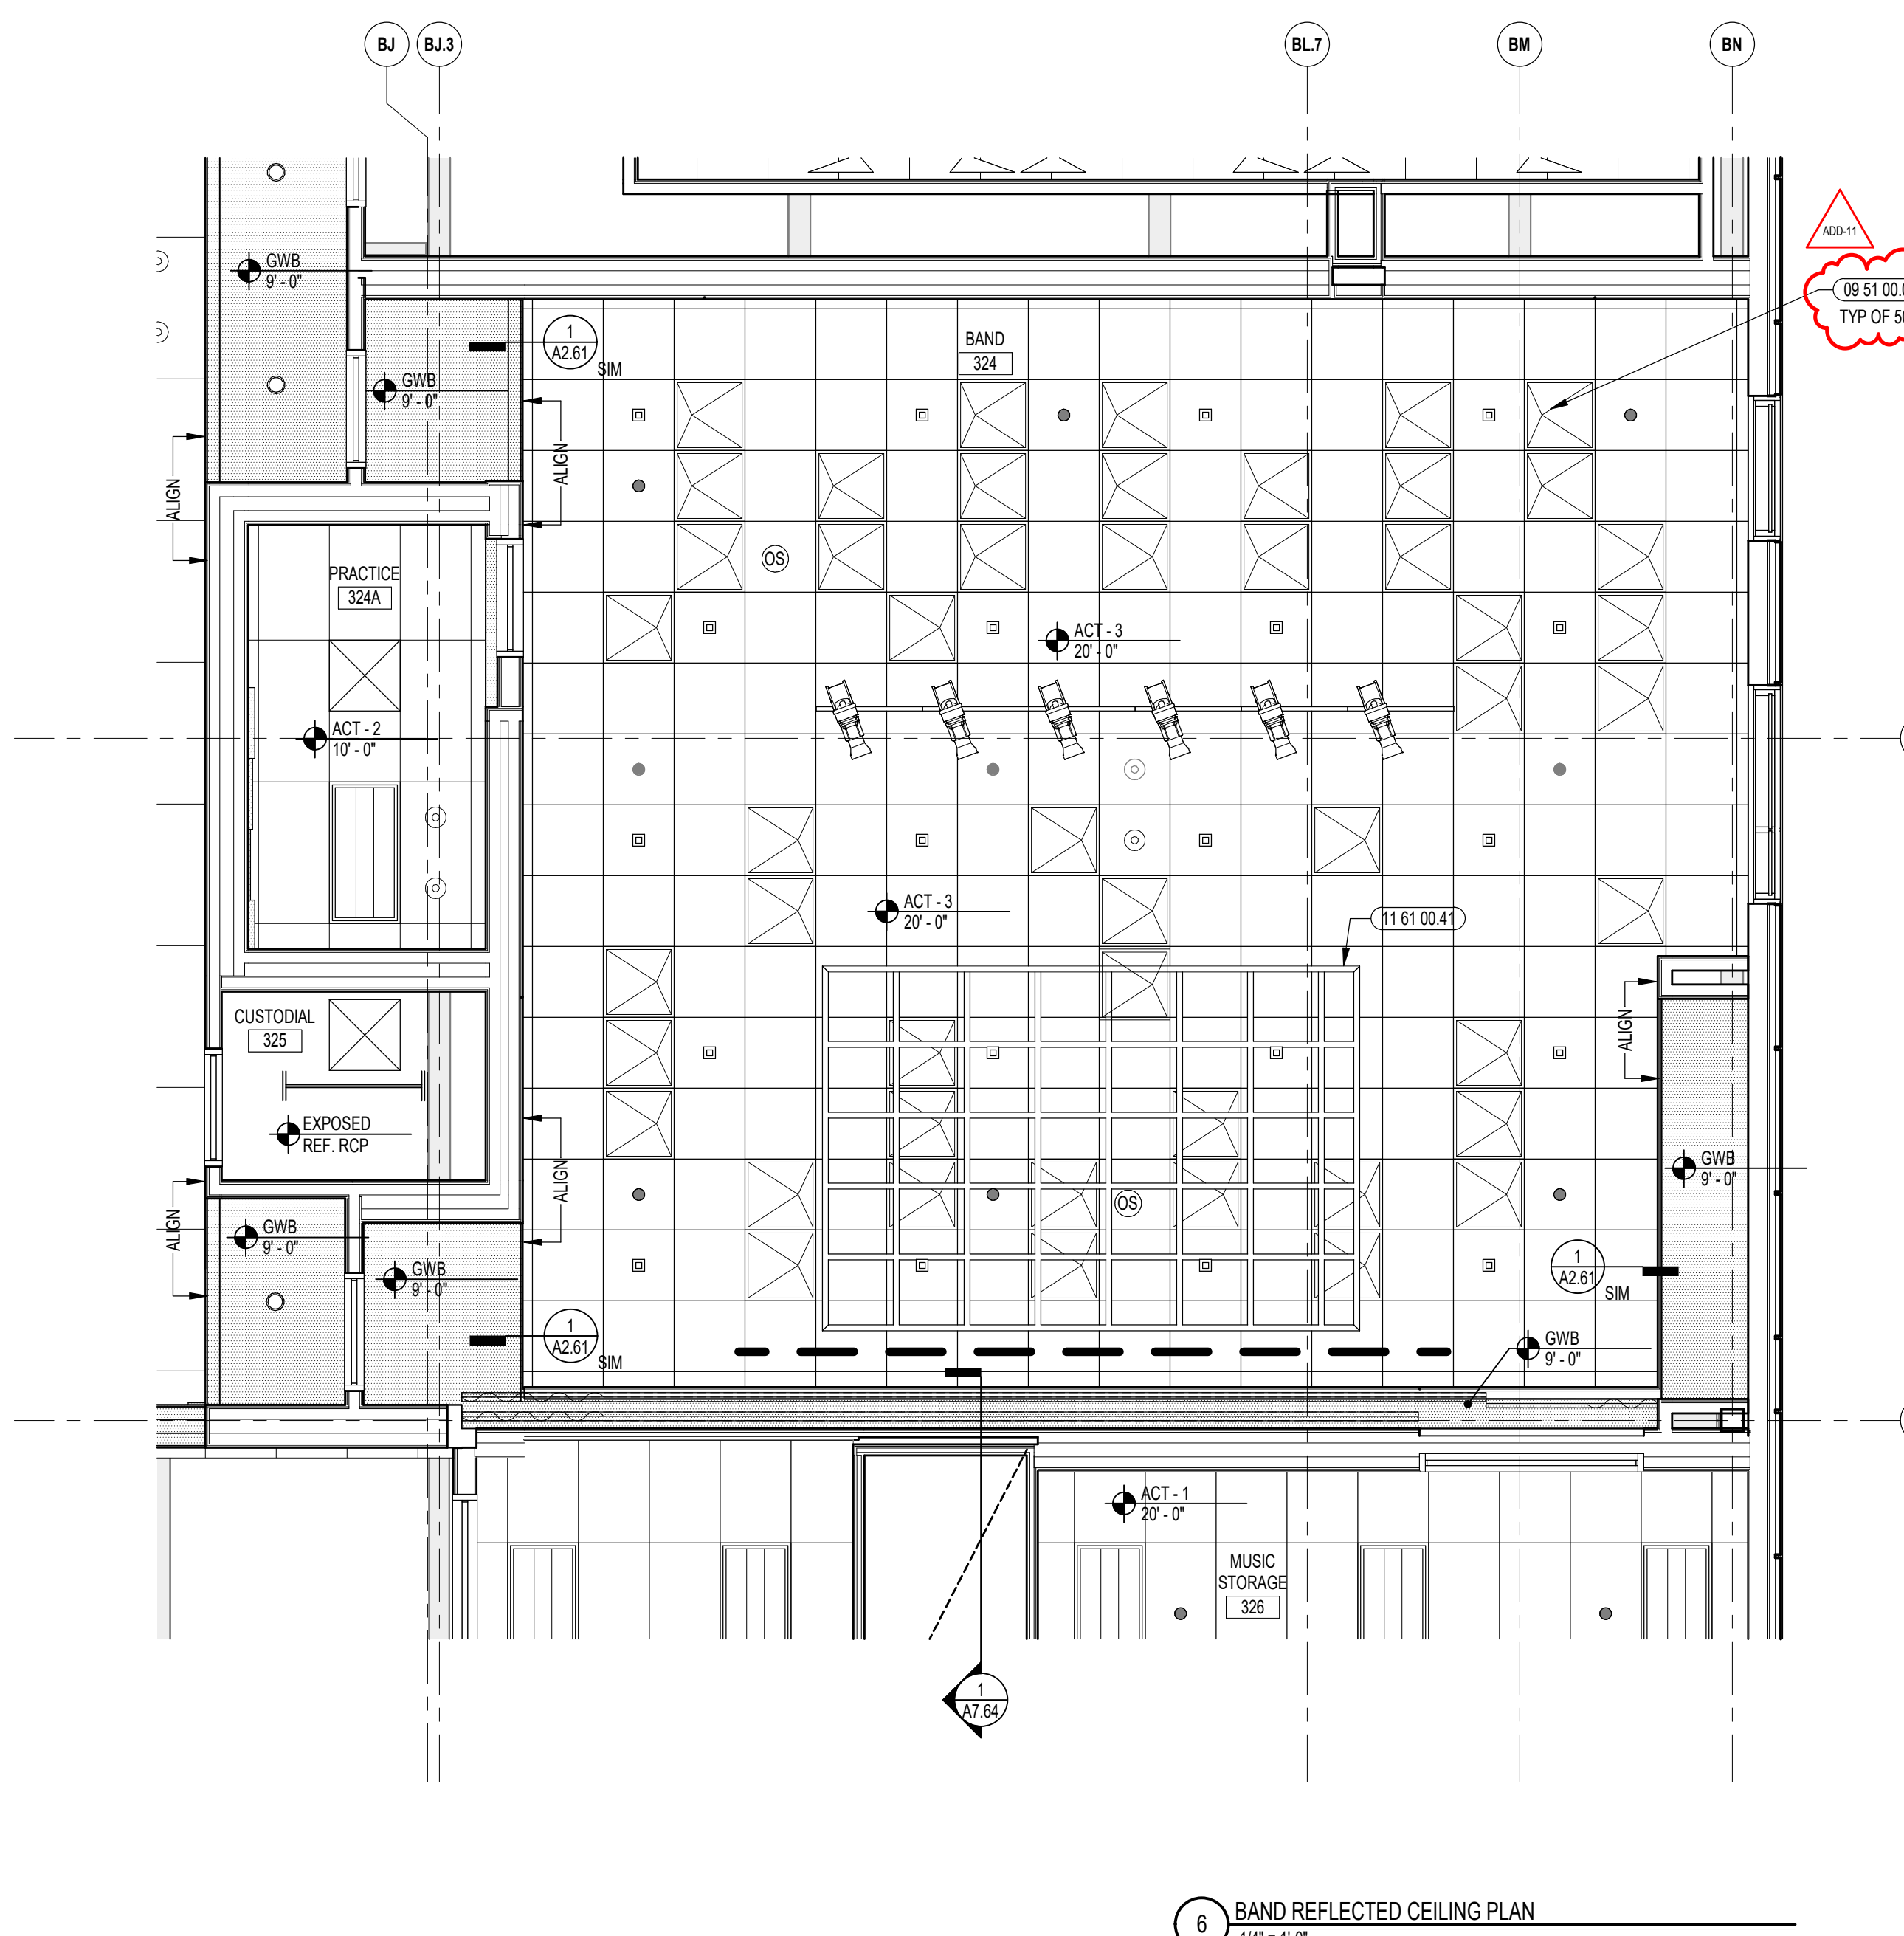 BJ
BJ.3
BL.7
BM
BN
ADD-11
09 51 00.
TYP OF
GWB
9' - 0"
1
A2.61
SIM
BAND
324
GWB
9' - 0"
ALIGN
ALIGN
OS
PRACTICE
324A
ACT - 3
20' - 0"
ACT - 2
10' - 0"
ACT - 3
20' - 0"
11 61 00.41
CUSTODIAL
325
ALIGN
EXPOSED
REF. RCP
ALIGN
GWB
9' - 0"
OS
ALIGN
GWB
9' - 0"
GWB
9' - 0"
1
A2.61
SIM
1
A2.61
SIM
GWB
9' - 0"
ACT - 1
20' - 0"
MUSIC
STORAGE
326
1
A7.64
6
BAND REFLECTED CEILING PLAN
1/4" = 1'-0"